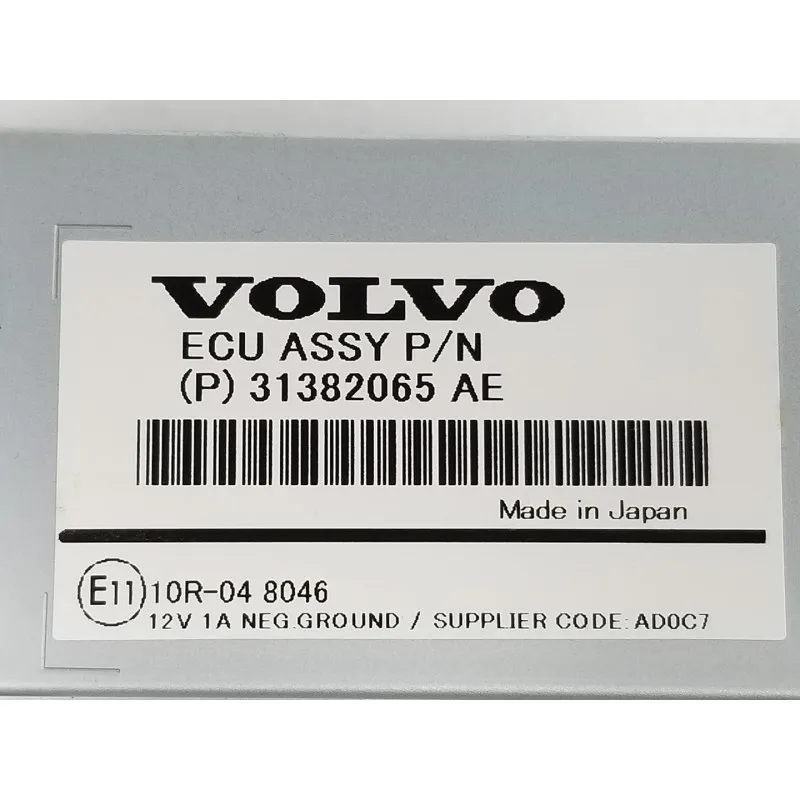 VOLVO
ECU ASSY P/N
(P) 31382065 AE
Made in Japan
E11 10R-04 8046
12V 1A NEG.GROUND / SUPPLIER CODE: AD0C7